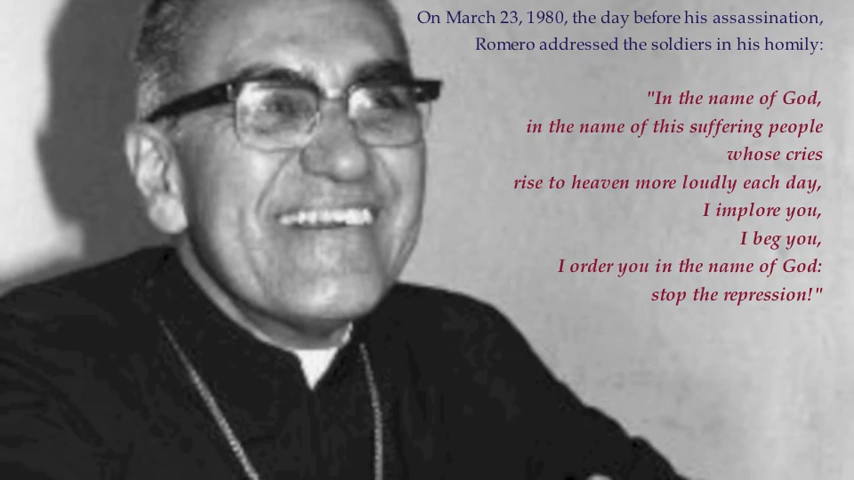 On March 23, 1980, the day before his assassination,
Romero addressed the soldiers in his homily:
"In the name of God,
in the name of this suffering people
whose cries
rise to heaven more loudly each day,
I implore you,
I beg you,
I order you in the name of God:
stop the repression!"